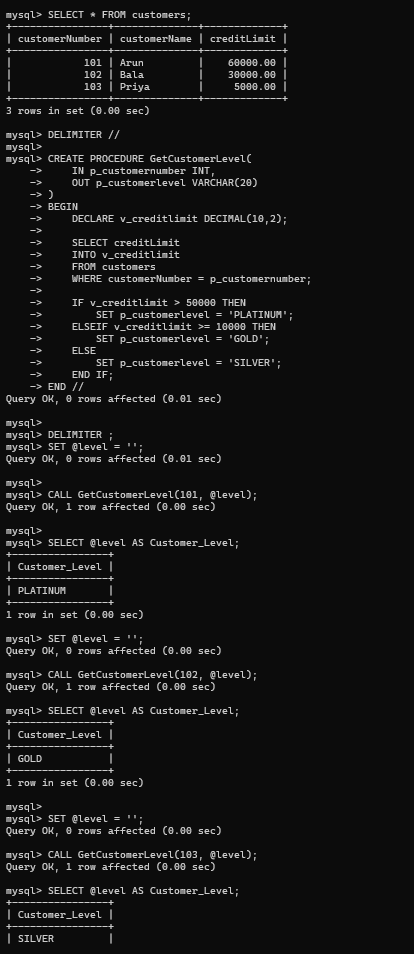 mysql> SELECT * FROM customers;
+----------------+--------------+-------------+
| customerNumber | customerName | creditLimit |
+----------------+--------------+-------------+
|            101 | Arun         |    60000.00 |
|            102 | Bala         |    30000.00 |
|            103 | Priya        |     5000.00 |
+----------------+--------------+-------------+
3 rows in set (0.00 sec)

mysql> DELIMITER //
mysql>
mysql> CREATE PROCEDURE GetCustomerLevel(
    ->     IN p_customernumber INT,
    ->     OUT p_customerlevel VARCHAR(20)
    -> )
    -> BEGIN
    ->     DECLARE v_creditlimit DECIMAL(10,2);
    ->
    ->     SELECT creditLimit
    ->     INTO v_creditlimit
    ->     FROM customers
    ->     WHERE customerNumber = p_customernumber;
    ->
    ->     IF v_creditlimit > 50000 THEN
    ->         SET p_customerlevel = 'PLATINUM';
    ->     ELSEIF v_creditlimit >= 10000 THEN
    ->         SET p_customerlevel = 'GOLD';
    ->     ELSE
    ->         SET p_customerlevel = 'SILVER';
    ->     END IF;
    -> END //
Query OK, 0 rows affected (0.01 sec)

mysql>
mysql> DELIMITER ;
mysql> SET @level = '';
Query OK, 0 rows affected (0.01 sec)

mysql>
mysql> CALL GetCustomerLevel(101, @level);
Query OK, 1 row affected (0.00 sec)

mysql>
mysql> SELECT @level AS Customer_Level;
+----------------+
| Customer_Level |
+----------------+
| PLATINUM       |
+----------------+
1 row in set (0.00 sec)

mysql> SET @level = '';
Query OK, 0 rows affected (0.00 sec)

mysql> CALL GetCustomerLevel(102, @level);
Query OK, 1 row affected (0.00 sec)

mysql> SELECT @level AS Customer_Level;
+----------------+
| Customer_Level |
+----------------+
| GOLD           |
+----------------+
1 row in set (0.00 sec)

mysql>
mysql> SET @level = '';
Query OK, 0 rows affected (0.00 sec)

mysql> CALL GetCustomerLevel(103, @level);
Query OK, 1 row affected (0.00 sec)

mysql> SELECT @level AS Customer_Level;
+----------------+
| Customer_Level |
+----------------+
| SILVER         |